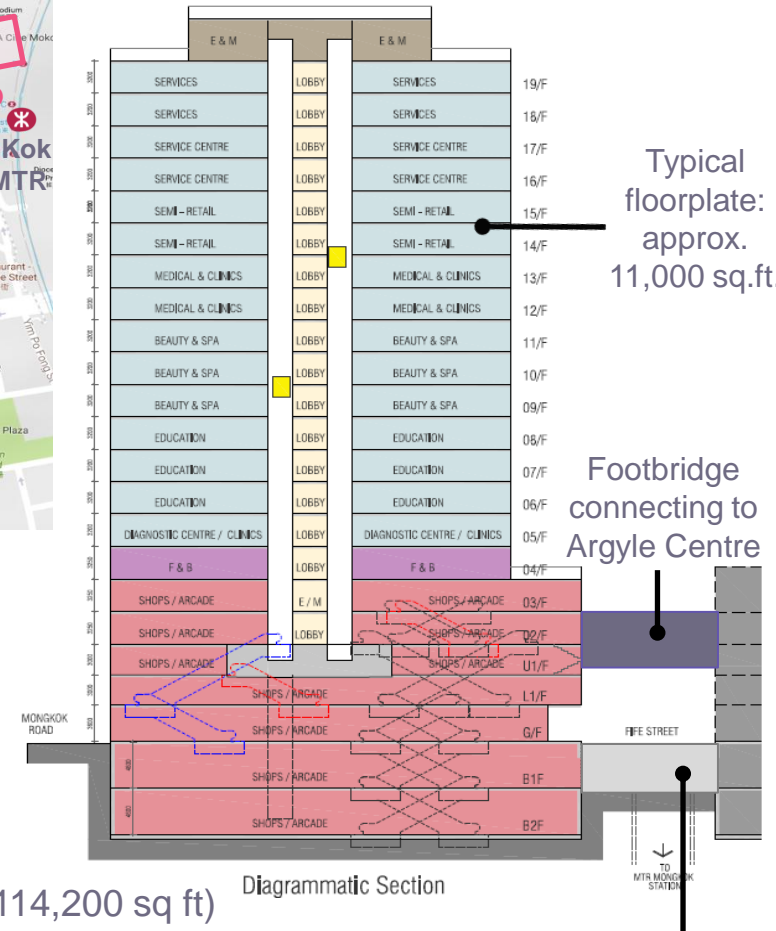 Kok
MTR
Yim Po Fong St
Plaza
E & M
E & M
SERVICES LOBBY SERVICES 19/F
SERVICES LOBBY SERVICES 18/F
SERVICE CENTRE LOBBY SERVICE CENTRE 17/F
SERVICE CENTRE LOBBY SERVICE CENTRE 16/F
SEMI - RETAIL LOBBY SEMI - RETAIL 15/F
SEMI - RETAIL LOBBY SEMI - RETAIL 14/F
MEDICAL & CLINICS LOBBY MEDICAL & CLINICS 13/F
MEDICAL & CLINICS LOBBY MEDICAL & CLINICS 12/F
BEAUTY & SPA LOBBY BEAUTY & SPA 11/F
BEAUTY & SPA LOBBY BEAUTY & SPA 10/F
BEAUTY & SPA LOBBY BEAUTY & SPA 09/F
EDUCATION LOBBY EDUCATION 08/F
EDUCATION LOBBY EDUCATION 07/F
EDUCATION LOBBY EDUCATION 06/F
DIAGNOSTIC CENTRE / CLINICS LOBBY DIAGNOSTIC CENTRE / CLINICS 05/F
F & B LOBBY F & B 04/F
SHOPS / ARCADE E / M SHOPS / ARCADE 03/F
SHOPS / ARCADE LOBBY SHOPS / ARCADE 02/F
SHOPS / ARCADE SHOPS / ARCADE U1/F
SHOPS / ARCADE L1/F
SHOPS / ARCADE G/F
SHOPS / ARCADE B1F
SHOPS / ARCADE B2F
MONGKOK
ROAD
FIFE STREET
TO
MTR MONGKOK
STATION
Typical
floorplate:
approx.
11,000 sq.ft.
Footbridge
connecting to
Argyle Centre
Diagrammatic Section
114,200 sq ft)